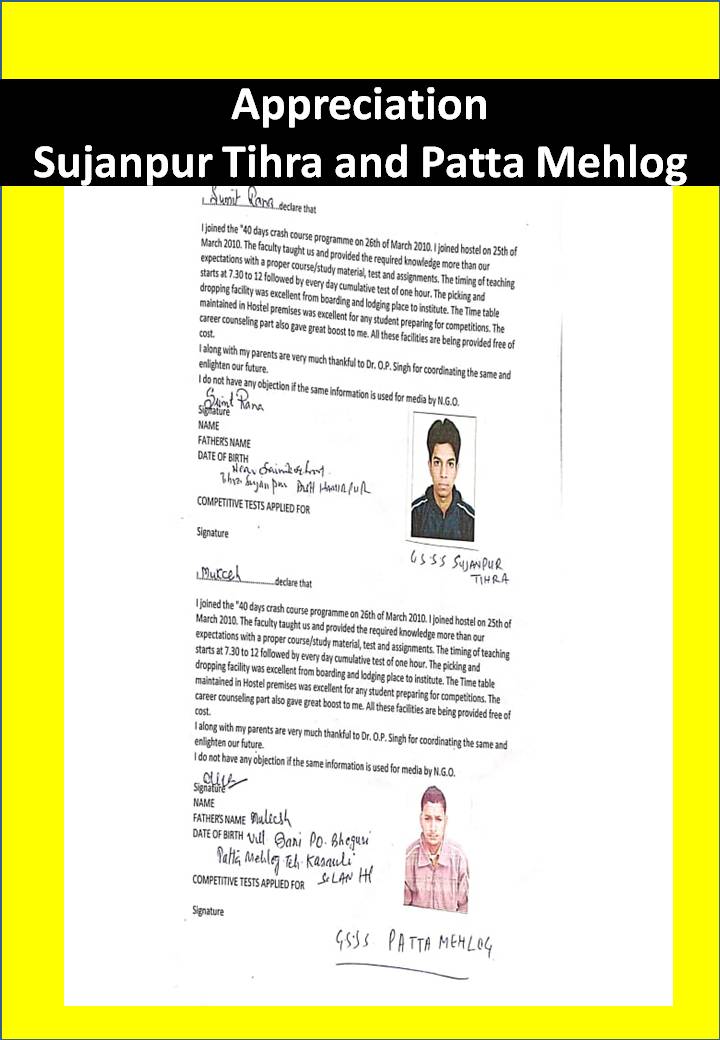 Appreciation
Sujanpur Tihra and Patta Mehlog
I Sumit Rana declare that
I joined the "40 days crash course programme on 26th of March 2010. I joined hostel on 25th of
March 2010. The faculty taught us and provided the required knowledge more than our
expectations with a proper course/study material, test and assignments. The timing of teaching
starts at 7.30 to 12 followed by every day cumulative test of one hour. The picking and
dropping facility was excellent from boarding and lodging place to institute. The Time table
maintained in Hostel premises was excellent for any student preparing for competitions. The
career counseling part also gave great boost to me. All these facilities are being provided free of
cost.
I along with my parents are very much thankful to Dr. O.P. Singh for coordinating the same and
enlighten our future.
I do not have any objection if the same information is used for media by N.G.O.
Sumit Rana
Signature
NAME
FATHER'S NAME
DATE OF BIRTH
Near
Tihra Sujanpur Distt HAMIRPUR
COMPETITIVE TESTS APPLIED FOR
Signature
GSSS SUJANPUR
TIHRA
I Mukesh declare that
I joined the "40 days crash course programme on 26th of March 2010. I joined hostel on 25th of
March 2010. The faculty taught us and provided the required knowledge more than our
expectations with a proper course/study material, test and assignments. The timing of teaching
starts at 7.30 to 12 followed by every day cumulative test of one hour. The picking and
dropping facility was excellent from boarding and lodging place to institute. The Time table
maintained in Hostel premises was excellent for any student preparing for competitions. The
career counseling part also gave great boost to me. All these facilities are being provided free of
cost.
I along with my parents are very much thankful to Dr. O.P. Singh for coordinating the same and
enlighten our future.
I do not have any objection if the same information is used for media by N.G.O.
Signature
NAME
FATHER'S NAME Mukesh
DATE OF BIRTH Vill. PO. Bheguri
Patta Mehlog Teh. Kasauli
COMPETITIVE TESTS APPLIED FOR SOLAN HP
Signature
GSSS PATTA MEHLOG